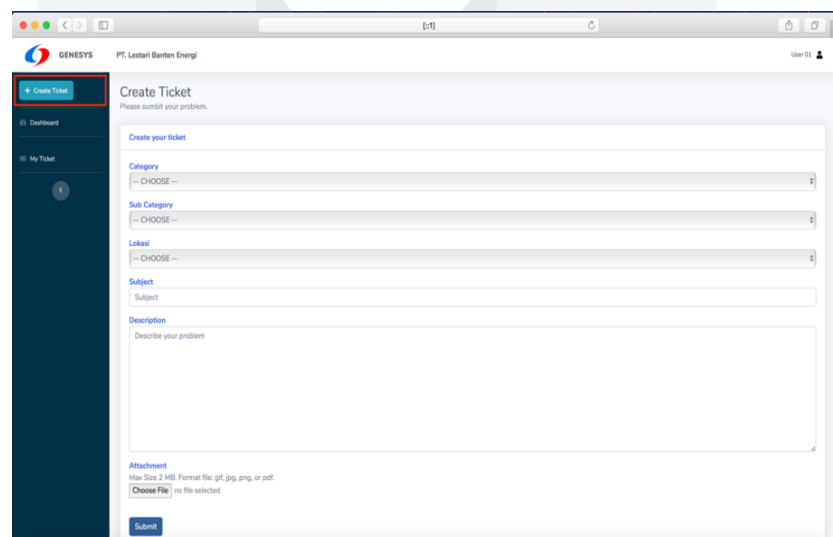 [::1]
GENESYS
PT. Lestari Banten Energi
User 01
+ Create Ticket
Dashboard
My Ticket
Create Ticket
Please sumbit your problem.
Create your ticket
Category
-- CHOOSE --
Sub Category
-- CHOOSE --
Lokasi
-- CHOOSE --
Subject
Subject
Description
Describe your problem
Attachment
Max Size 2 MB. Format file: gif, jpg, png, or pdf.
Choose File no file selected
Submit